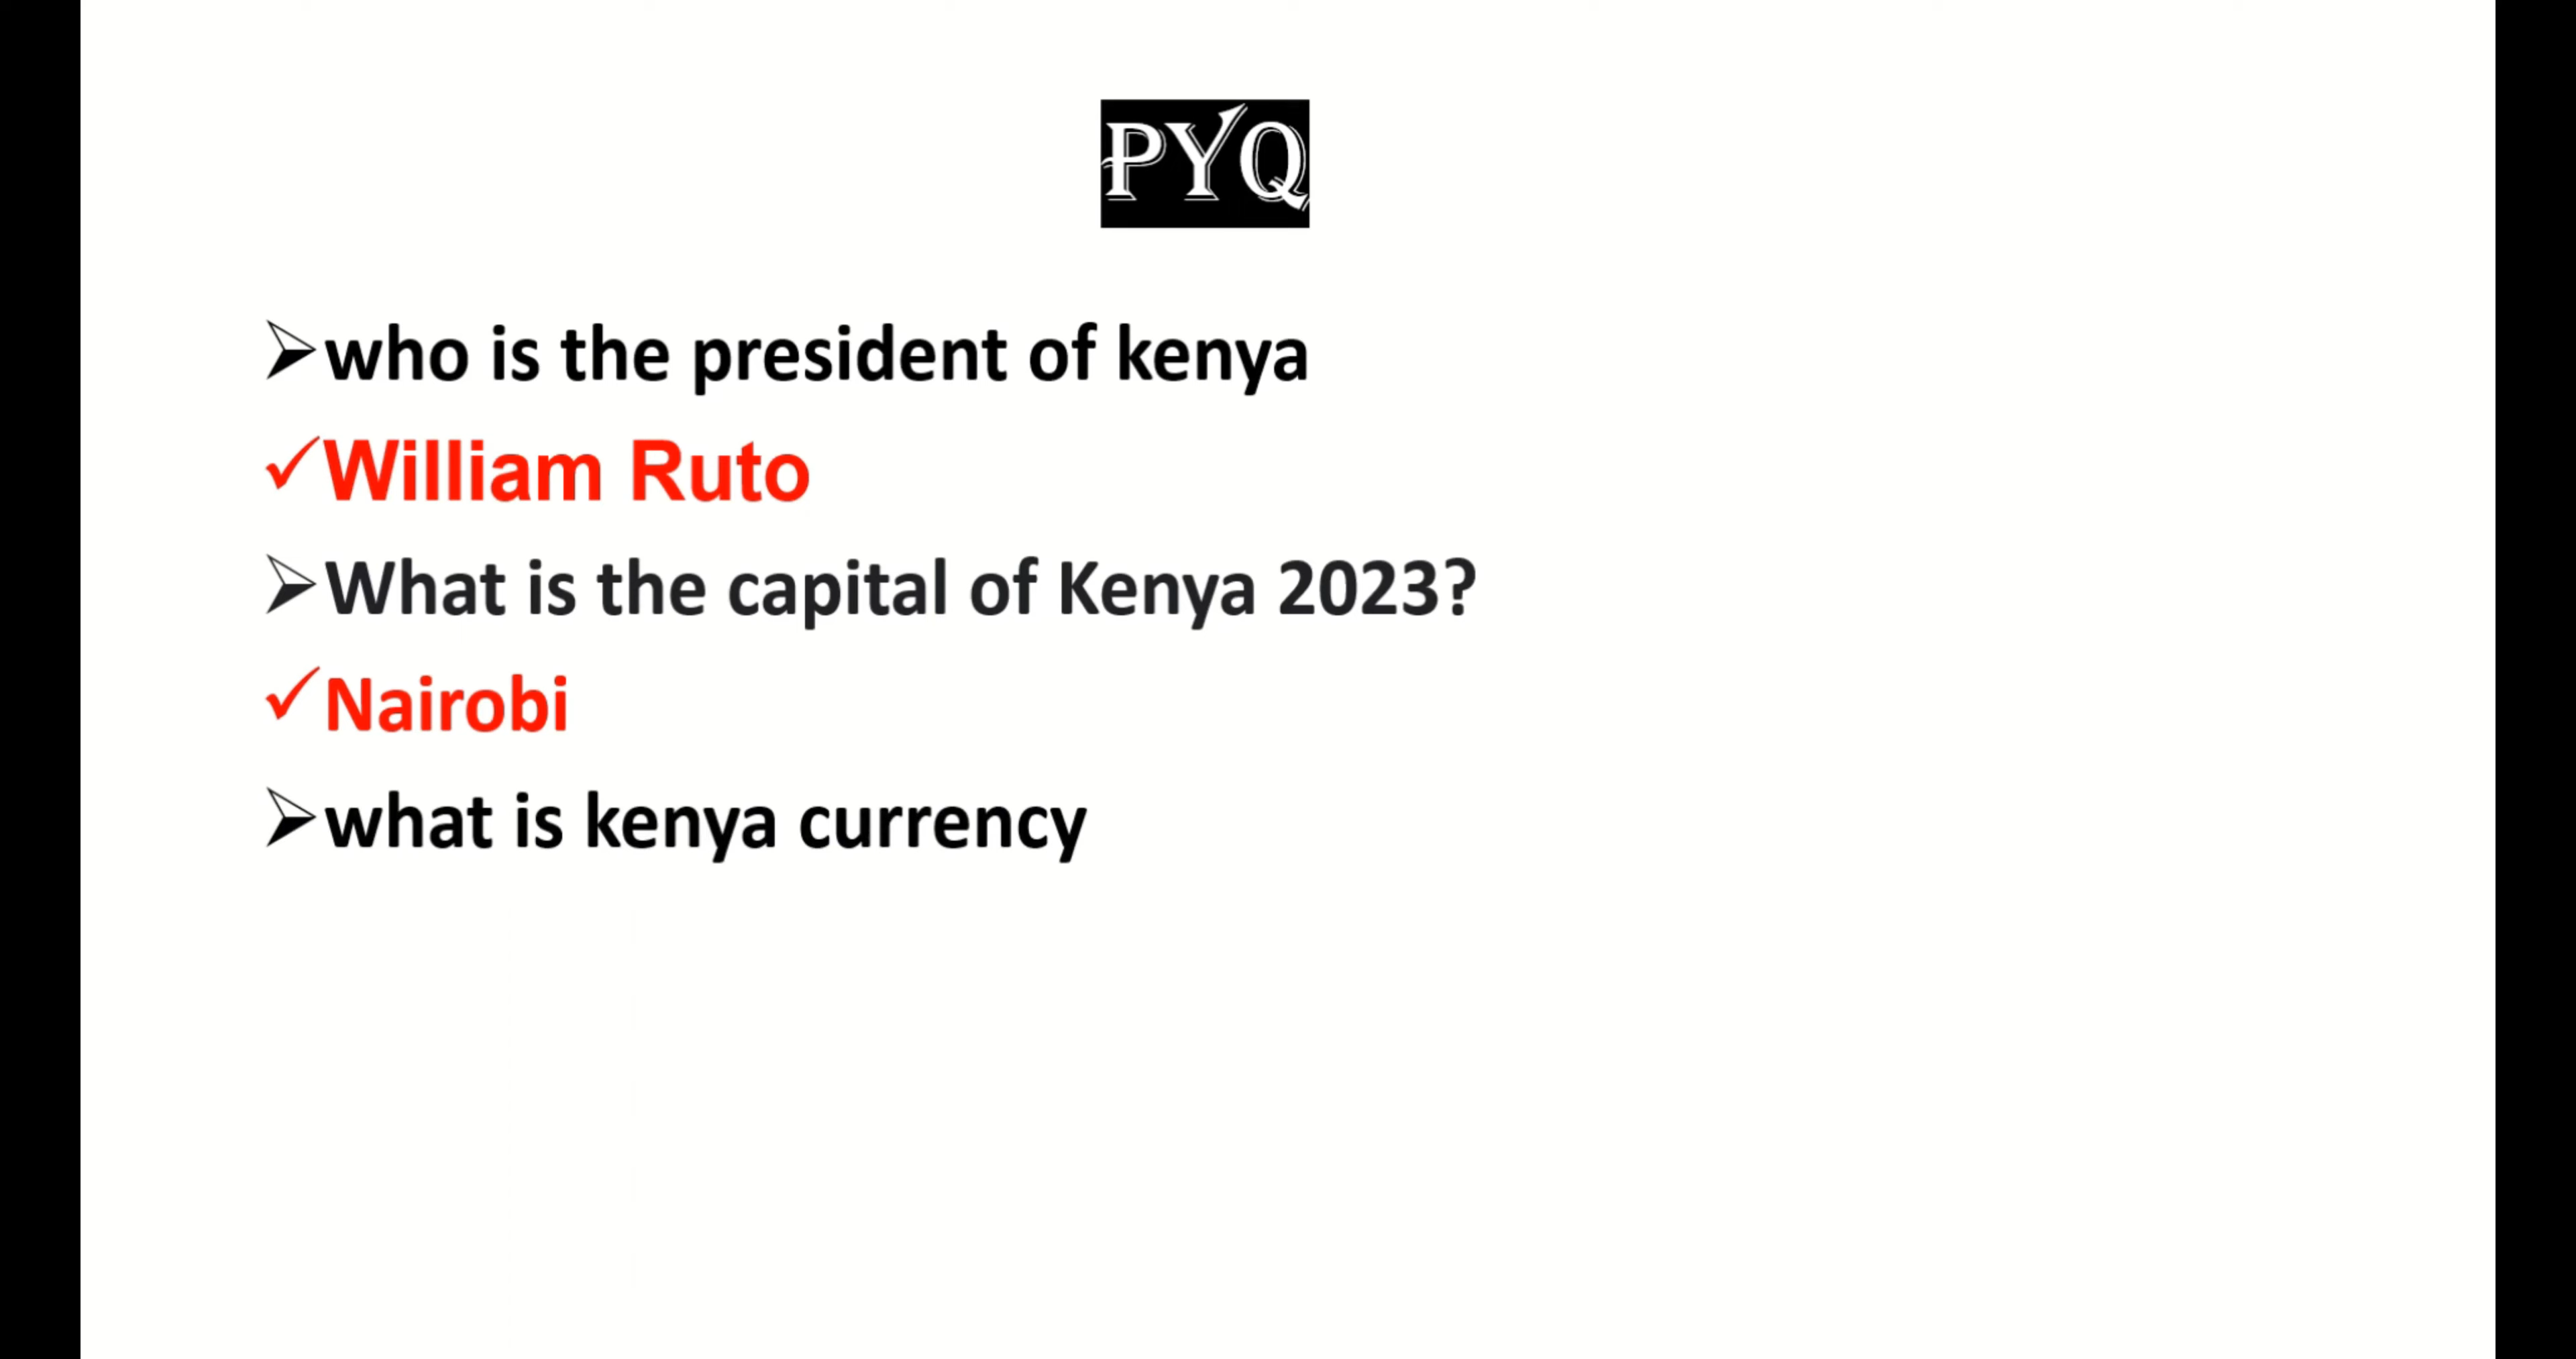 PYQ
who is the president of kenya
William Ruto
What is the capital of Kenya 2023?
Nairobi
what is kenya currency